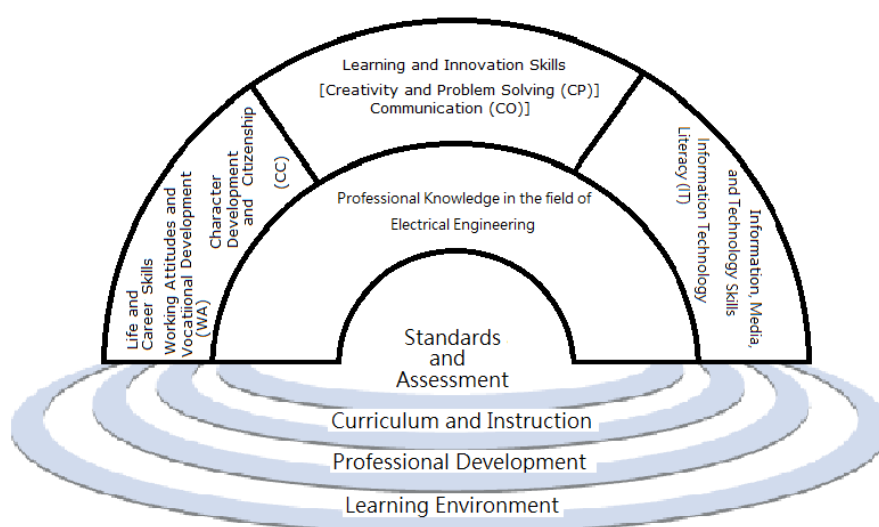 Learning and Innovation Skills
[Creativity and Problem Solving (CP)]
Communication (CO)]
Life and
Career Skills
Working Attitudes and
Vocatiional Development
(WA)
Character
Development
and Citizenship
(CC)
Information, Media,
and Technology Skills
Information Technology
Literacy (IT)
Professional Knowledge in the field of
Electrical Engineering
Standards
and
Assessment
Curriculum and Instruction
Professional Development
Learning Environment